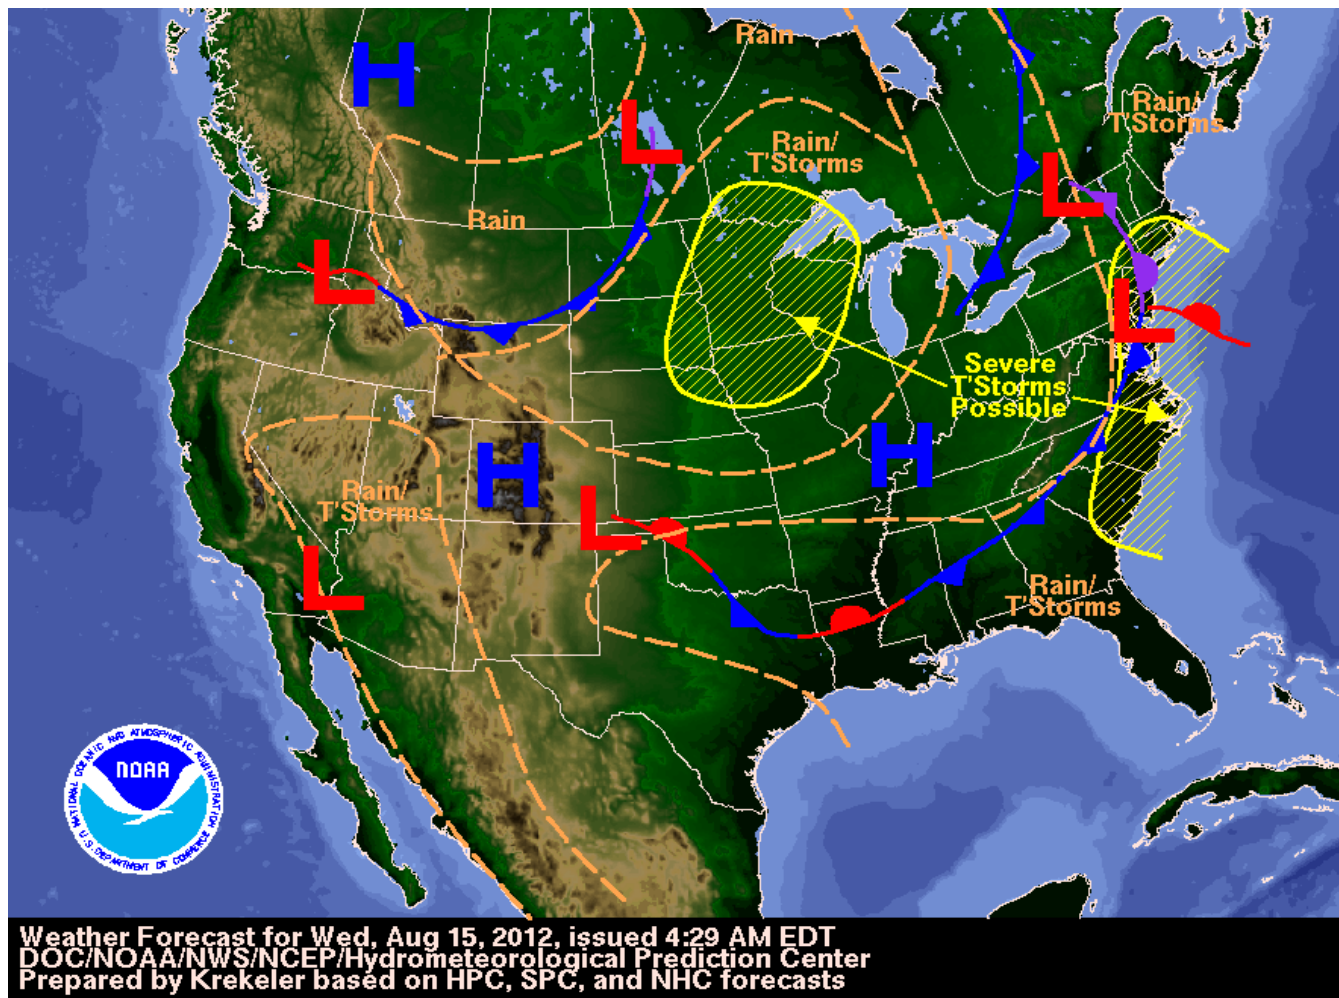 Rain
H
Rain/
T'Storms
L
Rain/
T'Storms
L
Rain
L
L
Severe
T'Storms
Possible
H
H
Rain/
T'Storms
L
L
Rain/
T'Storms
NATIONAL OCEANIC AND ATMOSPHERIC ADMINISTRATION
NOAA
U.S. DEPARTMENT OF COMMERCE
Weather Forecast for Wed, Aug 15, 2012, issued 4:29 AM EDT
DOC/NOAA/NWS/NCEP/Hydrometeorological Prediction Center
Prepared by Krekeler based on HPC, SPC, and NHC forecasts